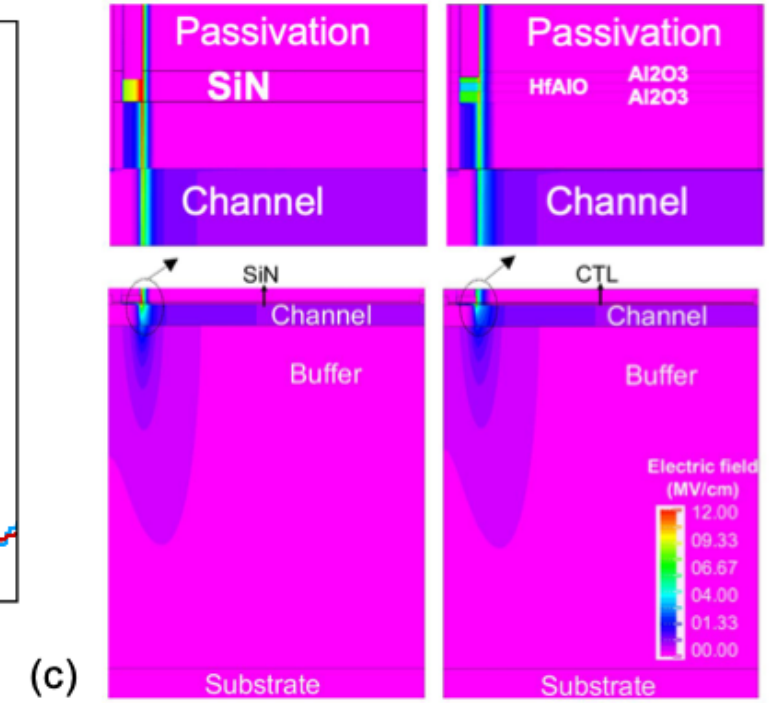 Passivation
SiN
Channel
Passivation
HfAlO
Al2O3
Al2O3
Channel
SiN
Channel
Buffer
Substrate
CTL
Channel
Buffer
Electric field
(MV/cm)
12.00
09.33
06.67
04.00
01.33
00.00
Substrate
(c)